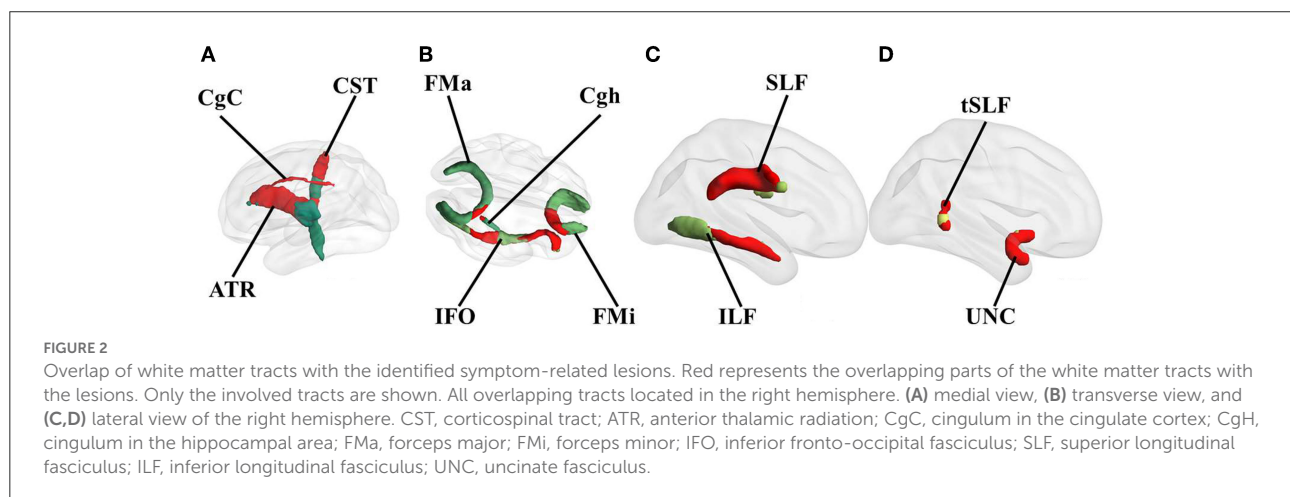 A B C D
CgC CST FMa Cgh SLF tSLF
ATR IFO FMi ILF UNC
FIGURE 2
Overlap of white matter tracts with the identified symptom-related lesions. Red represents the overlapping parts of the white matter tracts with
the lesions. Only the involved tracts are shown. All overlapping tracts located in the right hemisphere. (A) medial view, (B) transverse view, and
(C,D) lateral view of the right hemisphere. CST, corticospinal tract; ATR, anterior thalamic radiation; CgC, cingulum in the cingulate cortex; CgH,
cingulum in the hippocampal area; FMa, forceps major; FMi, forceps minor; IFO, inferior fronto-occipital fasciculus; SLF, superior longitudinal
fasciculus; ILF, inferior longitudinal fasciculus; UNC, uncinate fasciculus.